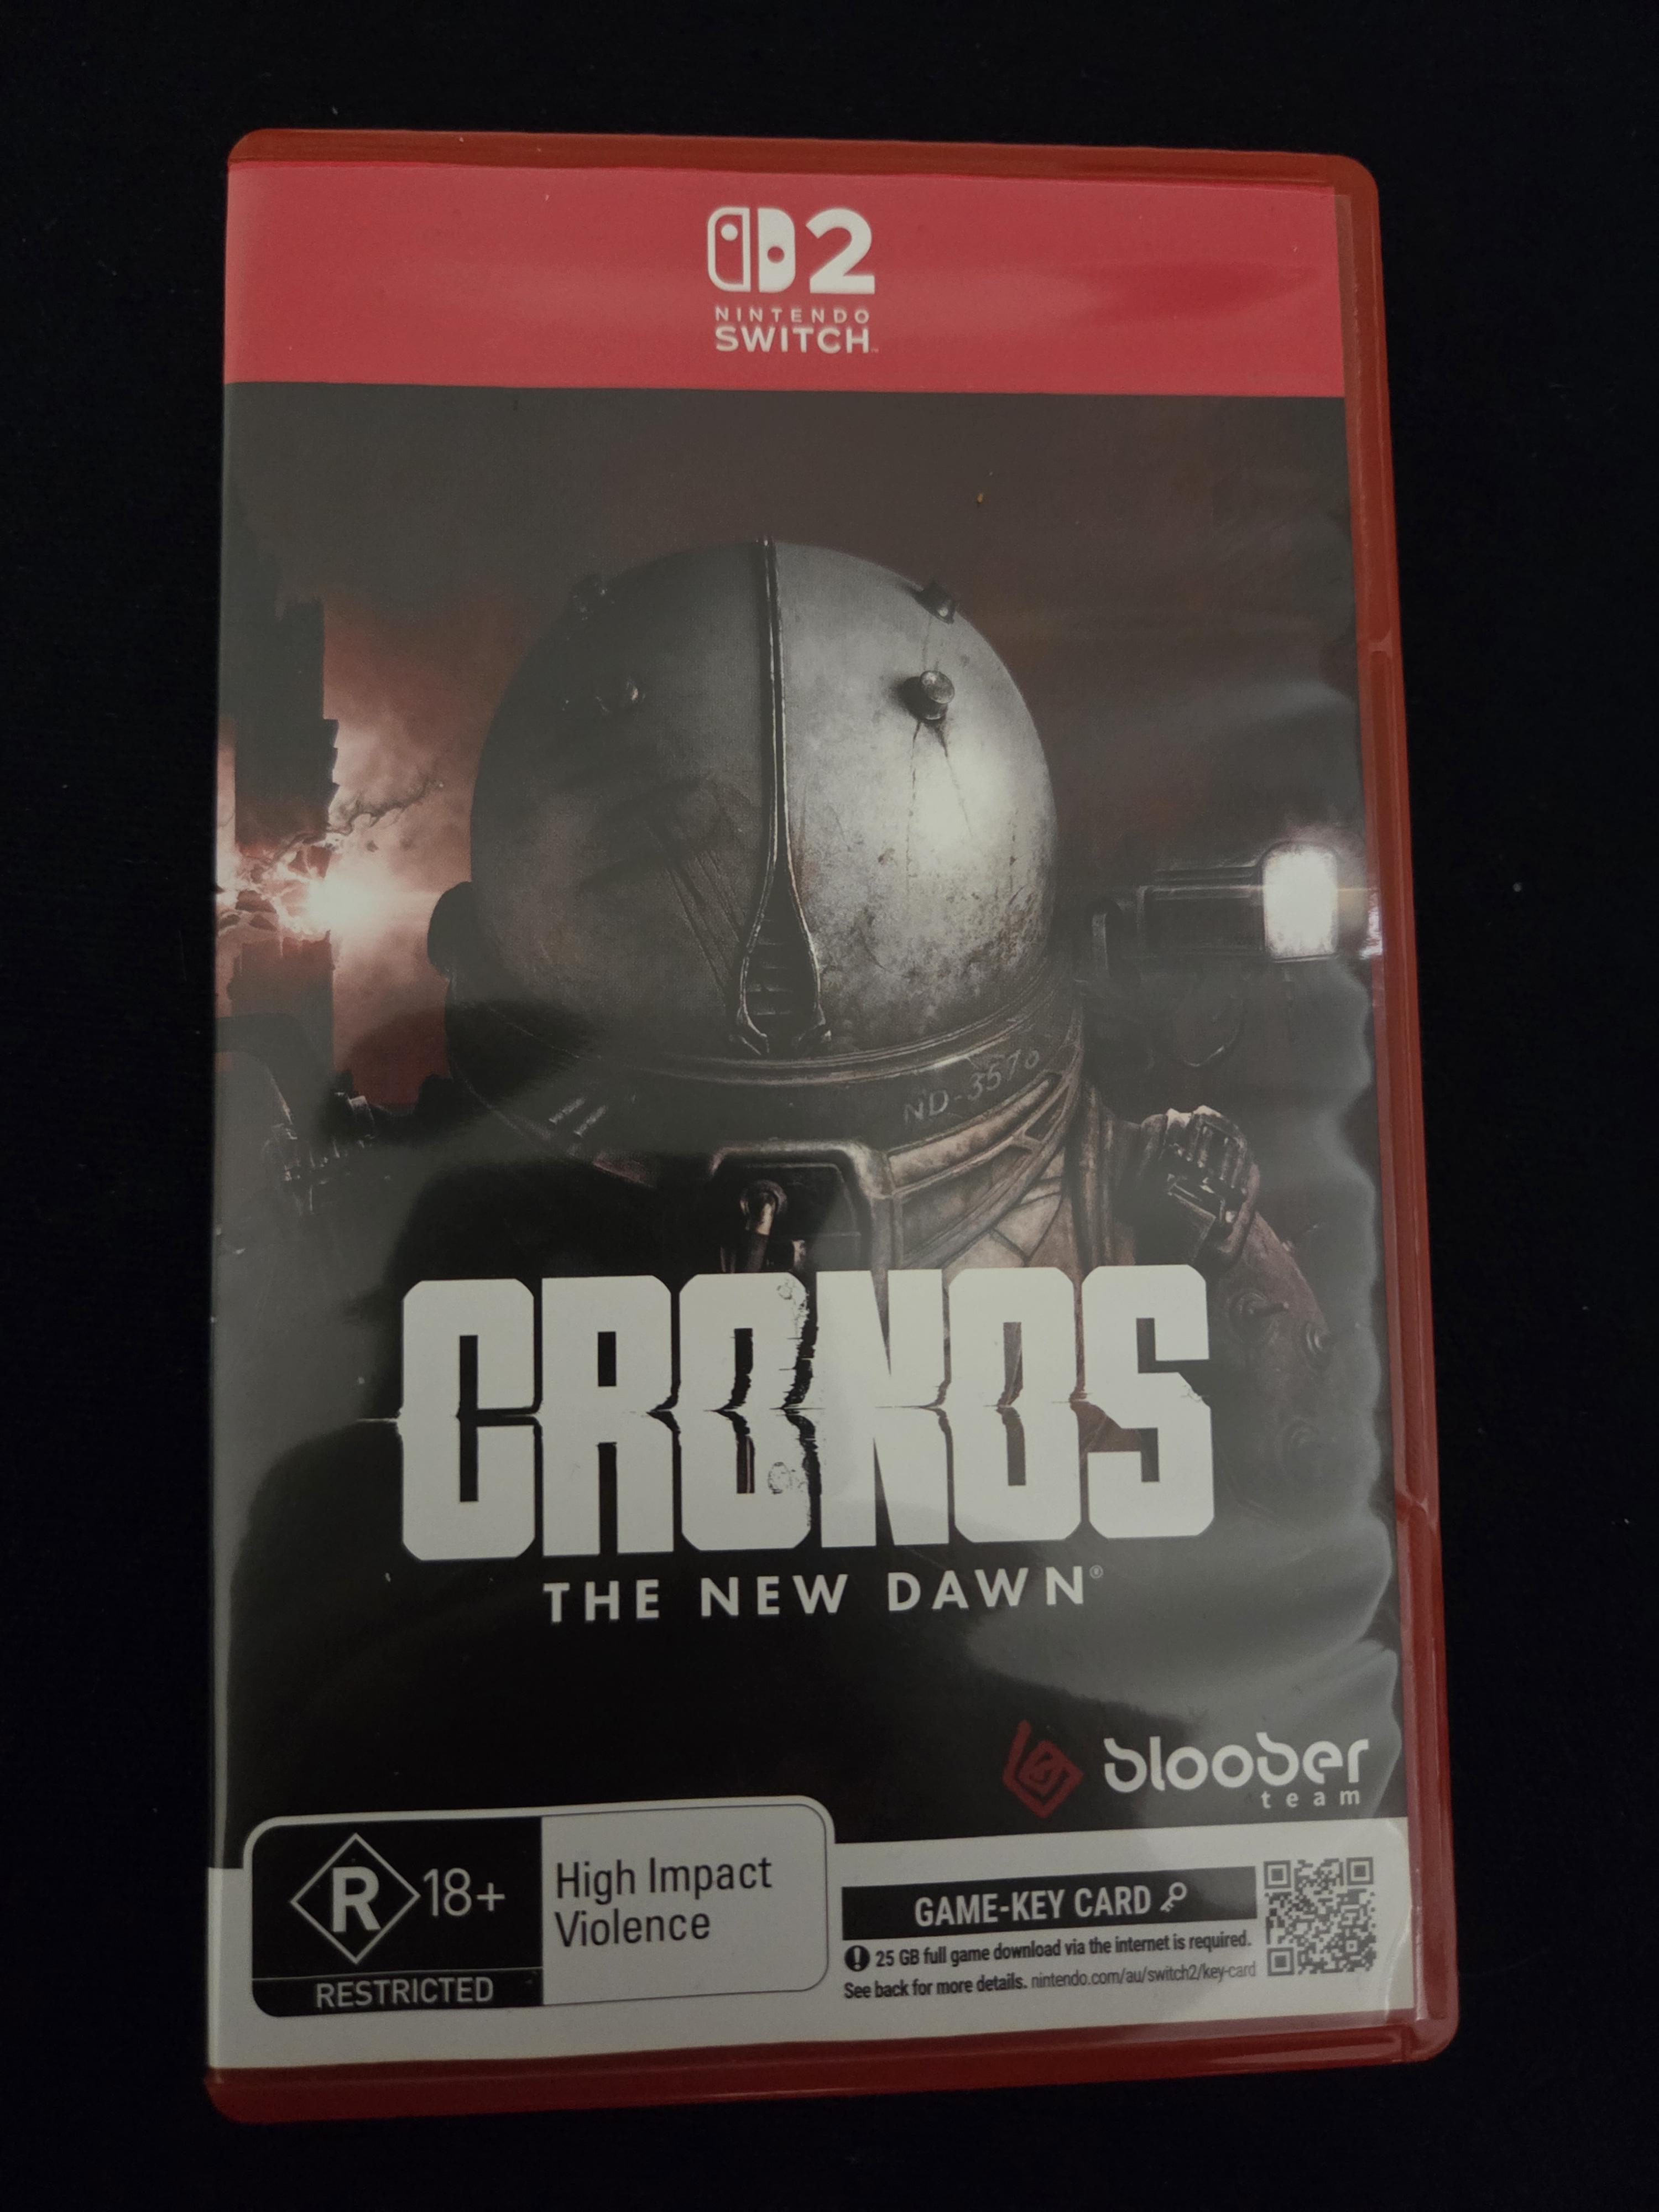 2
NINTENDO
SWITCH™
ND-3576
CRONOS
THE NEW DAWN®
bloober
team
R 18+
RESTRICTED
High Impact
Violence
GAME-KEY CARD
25 GB full game download via the internet is required.
See back for more details. nintendo.com/au/switch2/key-card